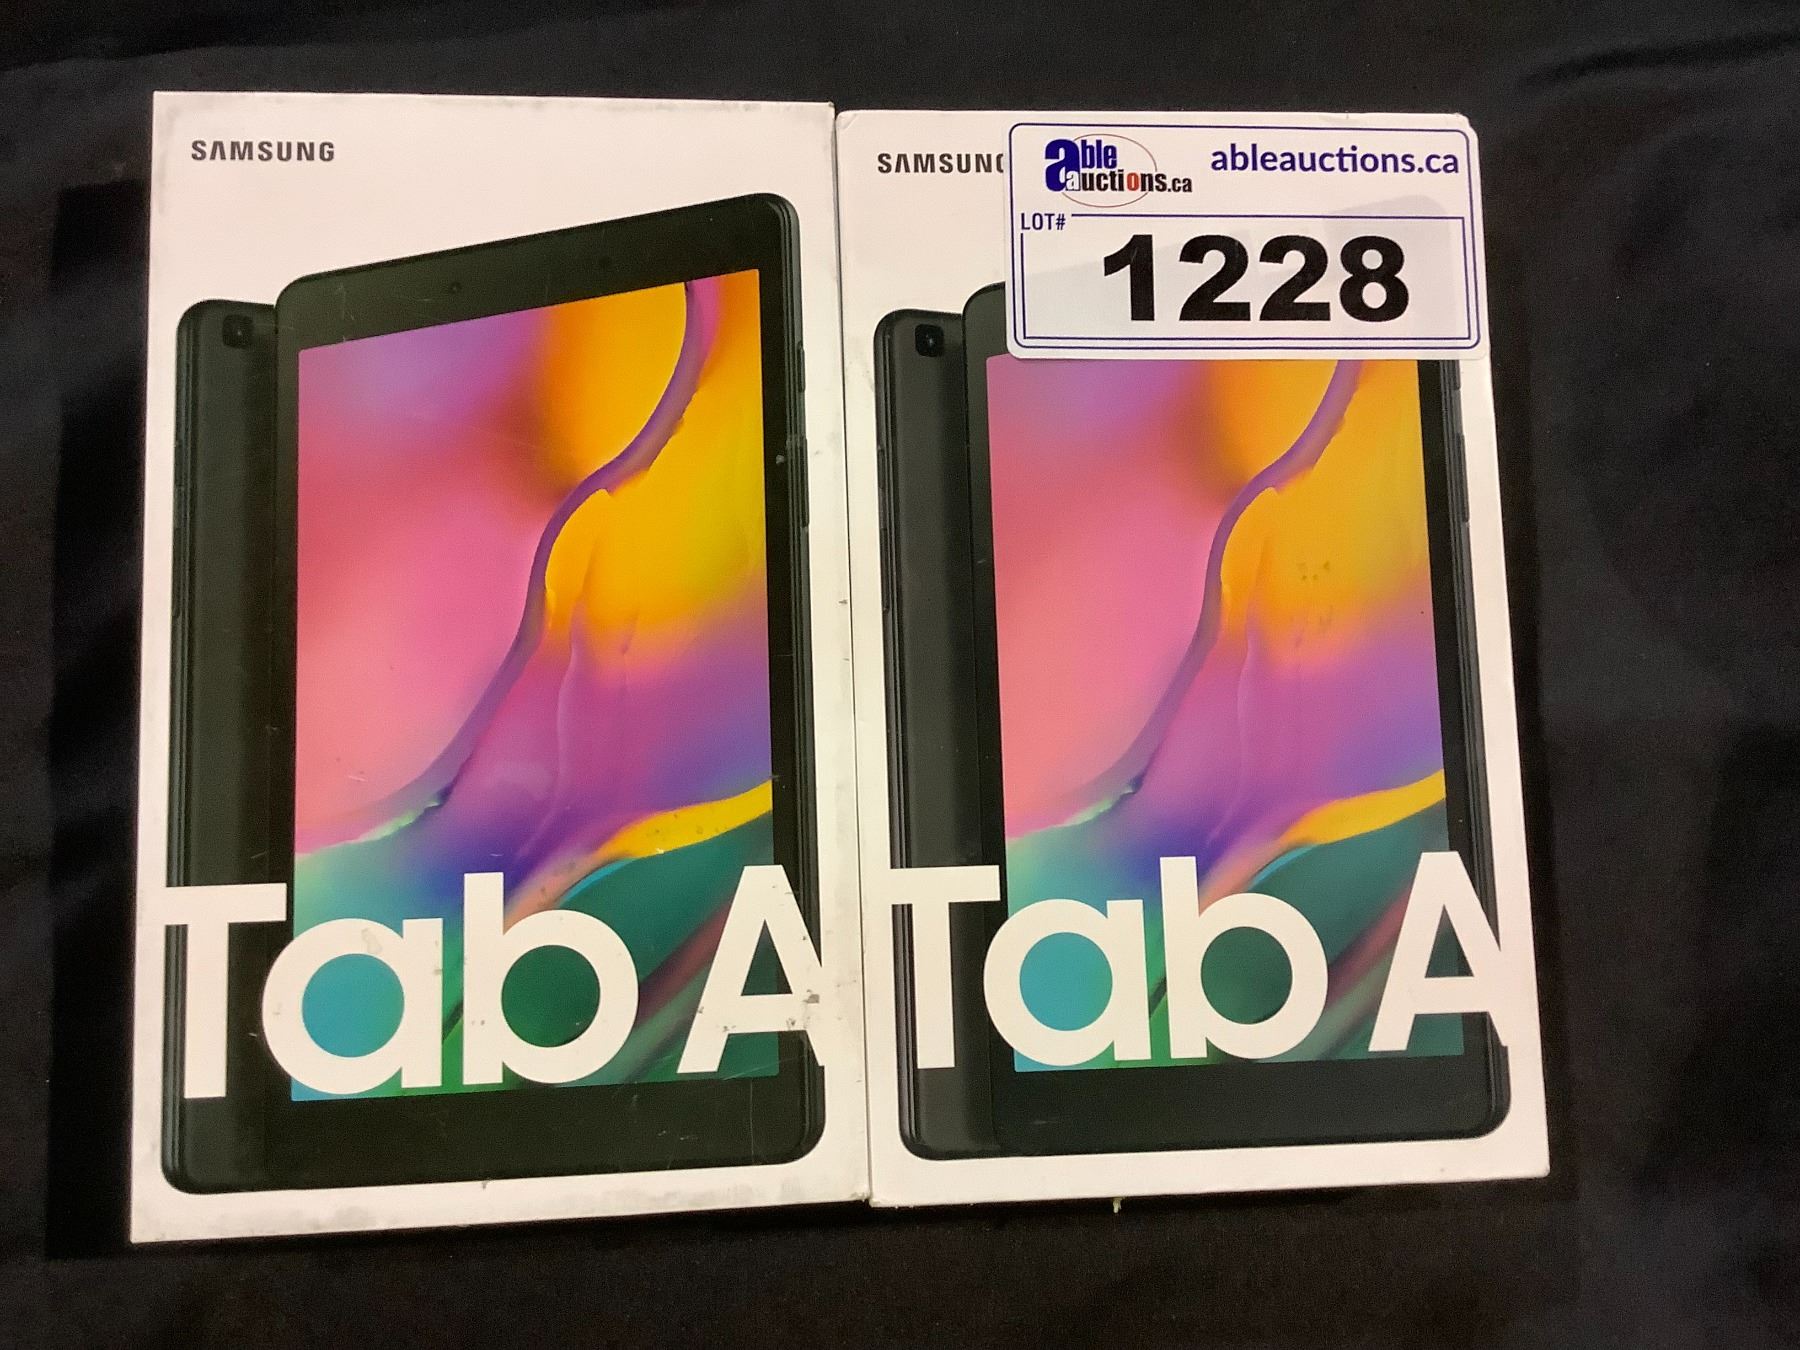 SAMSUNG
Tab A
SAMSUNG
able auctions.ca
ableauctions.ca
LOT#
1228
Tab A